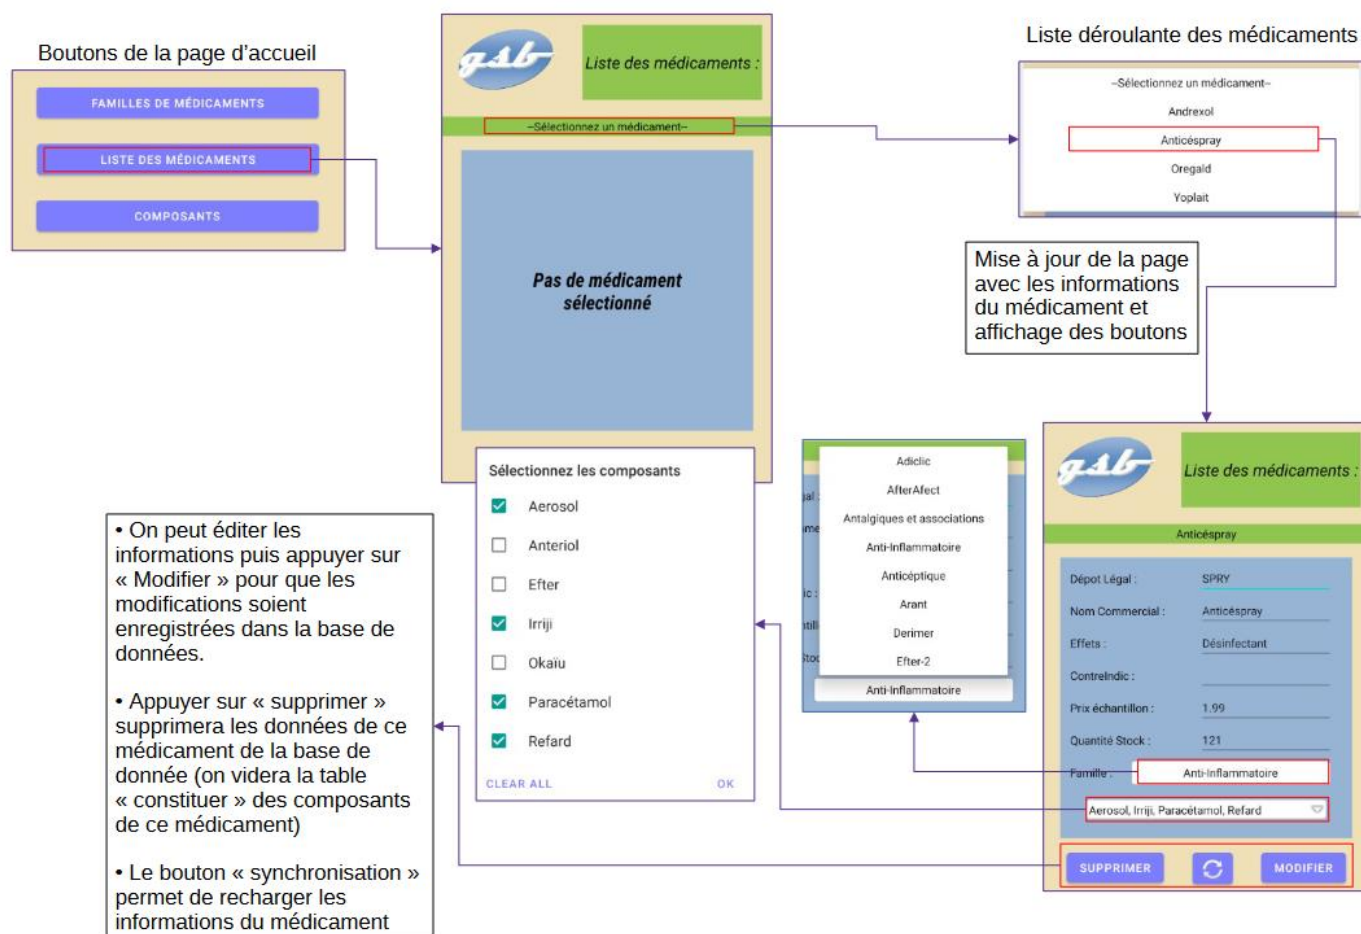 Boutons de la page d’accueil
FAMILLES DE MÉDICAMENTS
LISTE DES MÉDICAMENTS
COMPOSANTS
gsb
Liste des médicaments :
--Sélectionnez un médicament--
Pas de médicament
sélectionné
Liste déroulante des médicaments
--Sélectionnez un médicament--
Andrexol
Anticéspray
Oregald
Yoplait
Mise à jour de la page
avec les informations
du médicament et
affichage des boutons
Sélectionnez les composants
Aerosol
Anteriol
Efter
Irriji
Okaïu
Paracétamol
Refard
CLEAR ALL
OK
Adiclic
AfterAfect
Antalgiques et associations
Anti-Inflammatoire
Anticéptique
Arant
Derimer
Efter-2
Anti-Inflammatoire
gsb
Liste des médicaments :
Anticéspray
Dépot Légal : SPRY
Nom Commercial : Anticéspray
Effets : Désinfectant
ContreIndic :
Prix échantillon : 1.99
Quantité Stock : 121
Famille : Anti-Inflammatoire
Aerosol, Irriji, Paracétamol, Refard
SUPPRIMER
MODIFIER
• On peut éditer les
informations puis appuyer sur
« Modifier » pour que les
modifications soient
enregistrées dans la base de
données.
• Appuyer sur « supprimer »
supprimera les données de ce
médicament de la base de
donnée (on videra la table
« constituer » des composants
de ce médicament)
• Le bouton « synchronisation »
permet de recharger les
informations du médicament